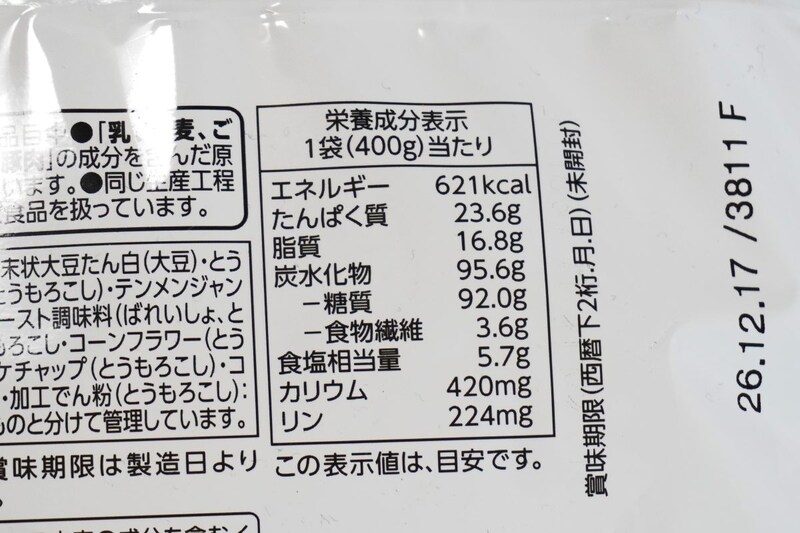 品目中●「乳 麦、ご
豚肉」の成分を含んだ原
います。●同じ生産工程
食品を扱っています。
末状大豆たん白(大豆)・とう
とうもろこし)・テンメンジャン
ースト調味料(ばれいしょ、と
もろこし・コーンフラワー(とう
ケチャップ(とうもろこし)・コ
・加工でん粉(とうもろこし):
ものと分けて管理しています。
賞味期限は製造日より
栄養成分表示
1袋(400g)当たり
エネルギー 621kcal
たんぱく質 23.6g
脂質 16.8g
炭水化物 95.6g
－糖質 92.0g
－食物繊維 3.6g
食塩相当量 5.7g
カリウム 420mg
リン 224mg
この表示値は、目安です。
賞味期限(西暦下2桁.月.日)(未開封)
26.12.17 /3811 F